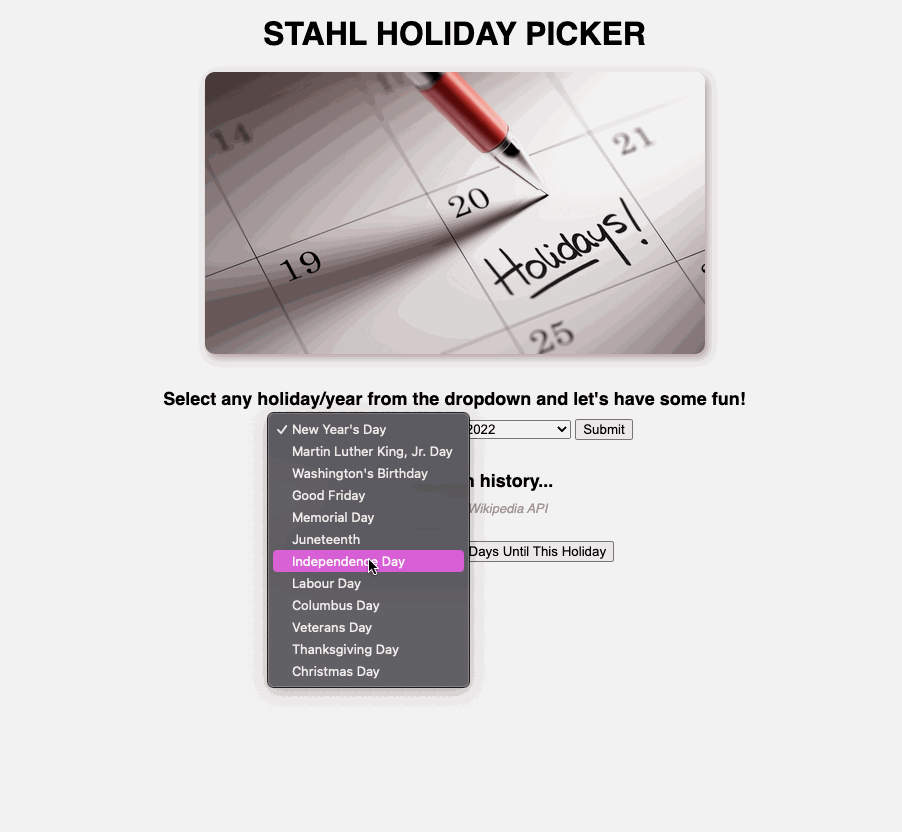 STAHL HOLIDAY PICKER
14
19
20
21
Holidays!
25
Select any holiday/year from the dropdown and let's have some fun!
✓ New Year's Day
2022
Submit
Martin Luther King, Jr. Day
Washington's Birthday
history...
Good Friday
Wikipedia API
Memorial Day
Juneteenth
Days Until This Holiday
Independence Day
Labour Day
Columbus Day
Veterans Day
Thanksgiving Day
Christmas Day